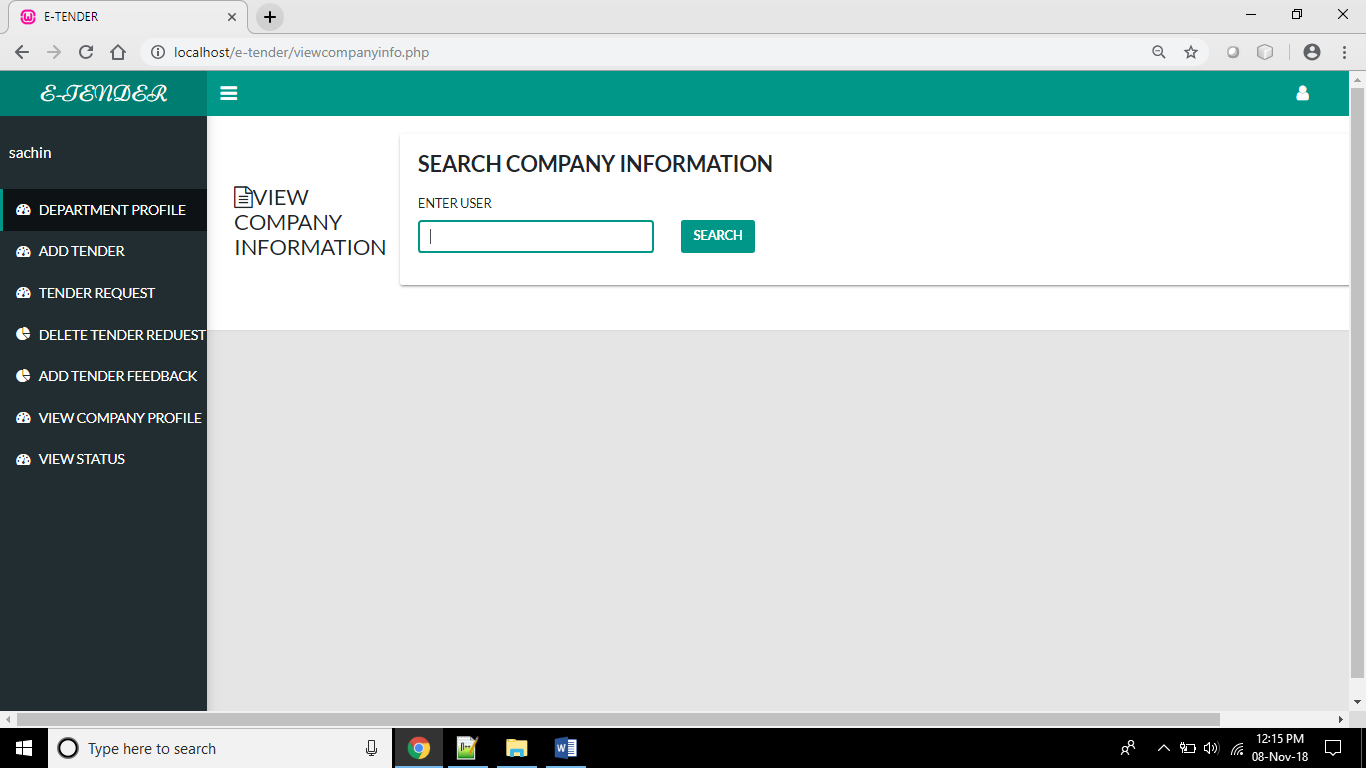 E-TENDER
localhost/e-tender/viewcompanyinfo.php
E-TENDER
sachin
DEPARTMENT PROFILE
ADD TENDER
TENDER REQUEST
DELETE TENDER REDUEST
ADD TENDER FEEDBACK
VIEW COMPANY PROFILE
VIEW STATUS
VIEW
COMPANY
INFORMATION
SEARCH COMPANY INFORMATION
ENTER USER
SEARCH
Type here to search
12:15 PM
08-Nov-18